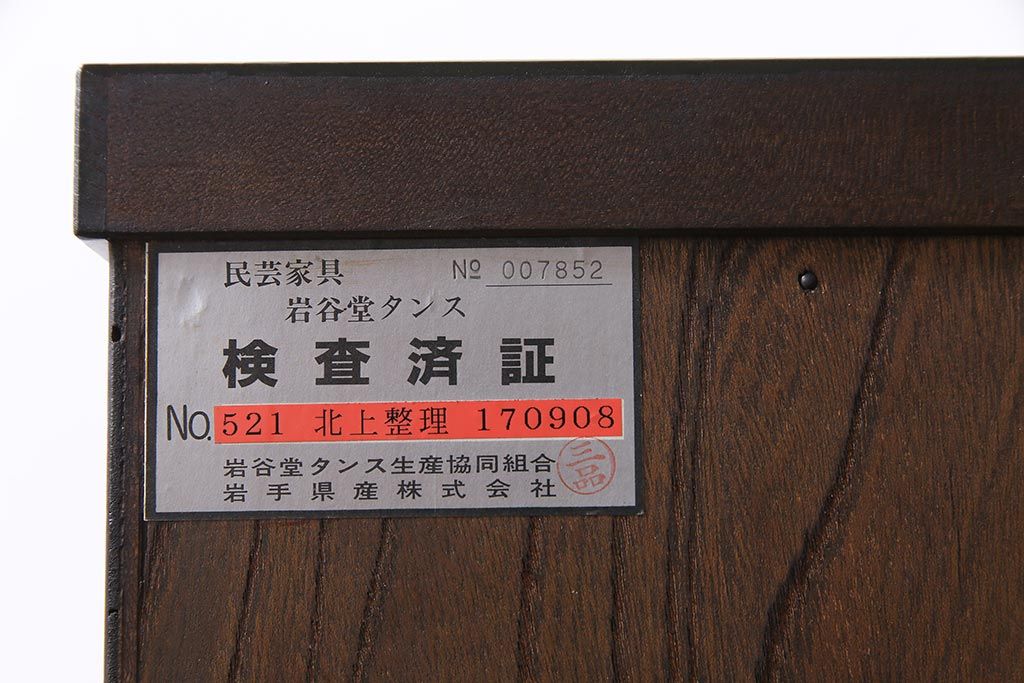 民芸家具 № 007852
岩谷堂タンス
検査済証
No. 521 北上整理 170908
岩谷堂タンス生産協同組合
岩手県産株式会社
三品